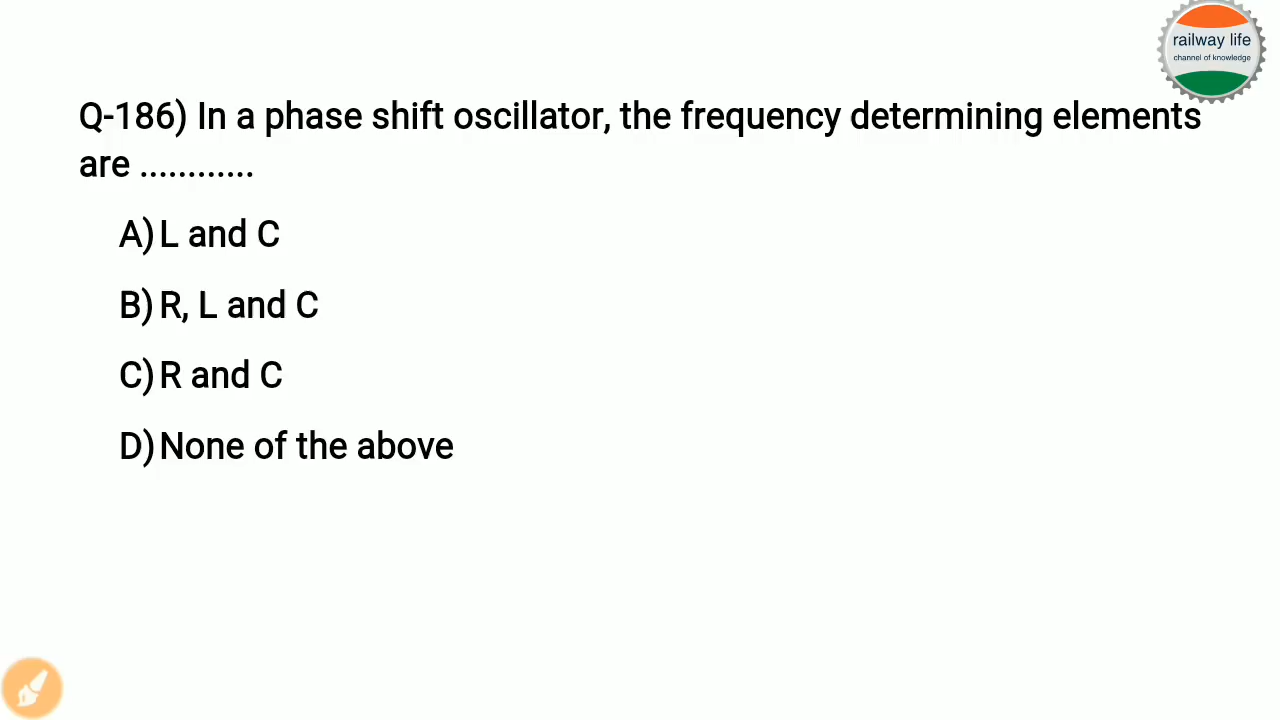 railway life
channel of knowledge
Q-186) In a phase shift oscillator, the frequency determining elements
are ............
A) L and C
B) R, L and C
C) R and C
D) None of the above